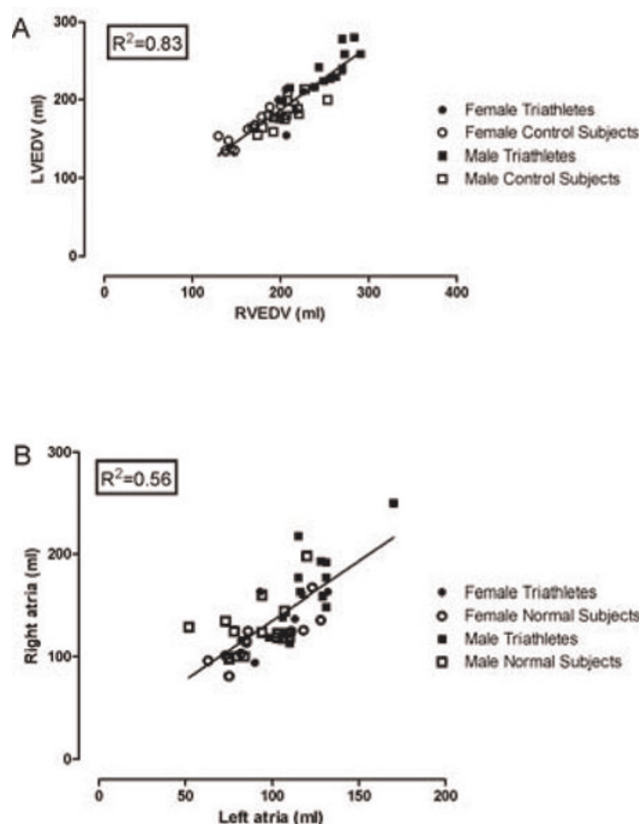 A
R²=0.83
LVEDV (ml)
300
200
100
0
0 100 200 300 400
RVEDV (ml)
Female Triathletes
Female Control Subjects
Male Triathletes
Male Control Subjects
B
R²=0.56
Right atria (ml)
300
200
100
0
0 50 100 150 200
Left atria (ml)
Female Triathletes
Female Normal Subjects
Male Triathletes
Male Normal Subjects